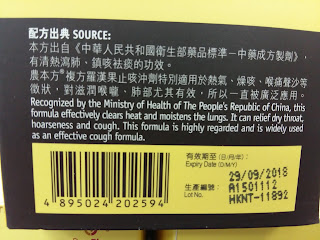 配方出典 SOURCE:
本方出自《中華人民共和國衛生部藥品標準－中藥成方製劑》，
有清熱瀉肺、鎮咳祛痰的功效。
農本方®複方羅漢果止咳沖劑特別適用於熱氣、燥咳、喉痛聲沙等
徵狀，對滋潤喉嚨、肺部尤其有效，所以一直被廣泛應用。
Recognized by the Ministry of Health of The People's Republic of China, this
formula effectively clears heat and moistens the lungs. It can relief dry throat,
hoarseness and cough. This formula is highly regarded and is widely used
as an effective cough formula.
有效期至 (日/月/年):
Expiry Date (D/M/Y)
29/09/2018
生產編號:
Lot No.
A1501112
HKNT-11892
4 895024 202594